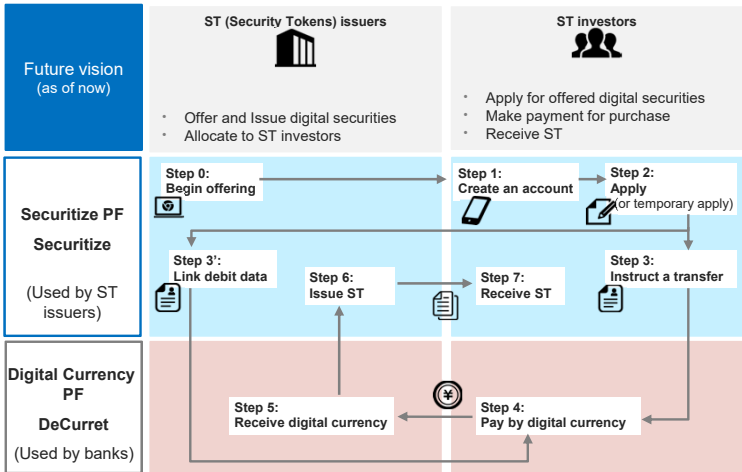 ST (Security Tokens) issuers
ST investors
Future vision
(as of now)
• Offer and Issue digital securities
• Allocate to ST investors
• Apply for offered digital securities
• Make payment for purchase
• Receive ST
Securitize PF
Securitize
(Used by ST
issuers)
Step 0:
Begin offering
Step 1:
Create an account
Step 2:
Apply
(or temporary apply)
Step 3':
Link debit data
Step 6:
Issue ST
Step 7:
Receive ST
Step 3:
Instruct a transfer
Digital Currency
PF
DeCurret
(Used by banks)
Step 5:
Receive digital currency
¥
Step 4:
Pay by digital currency